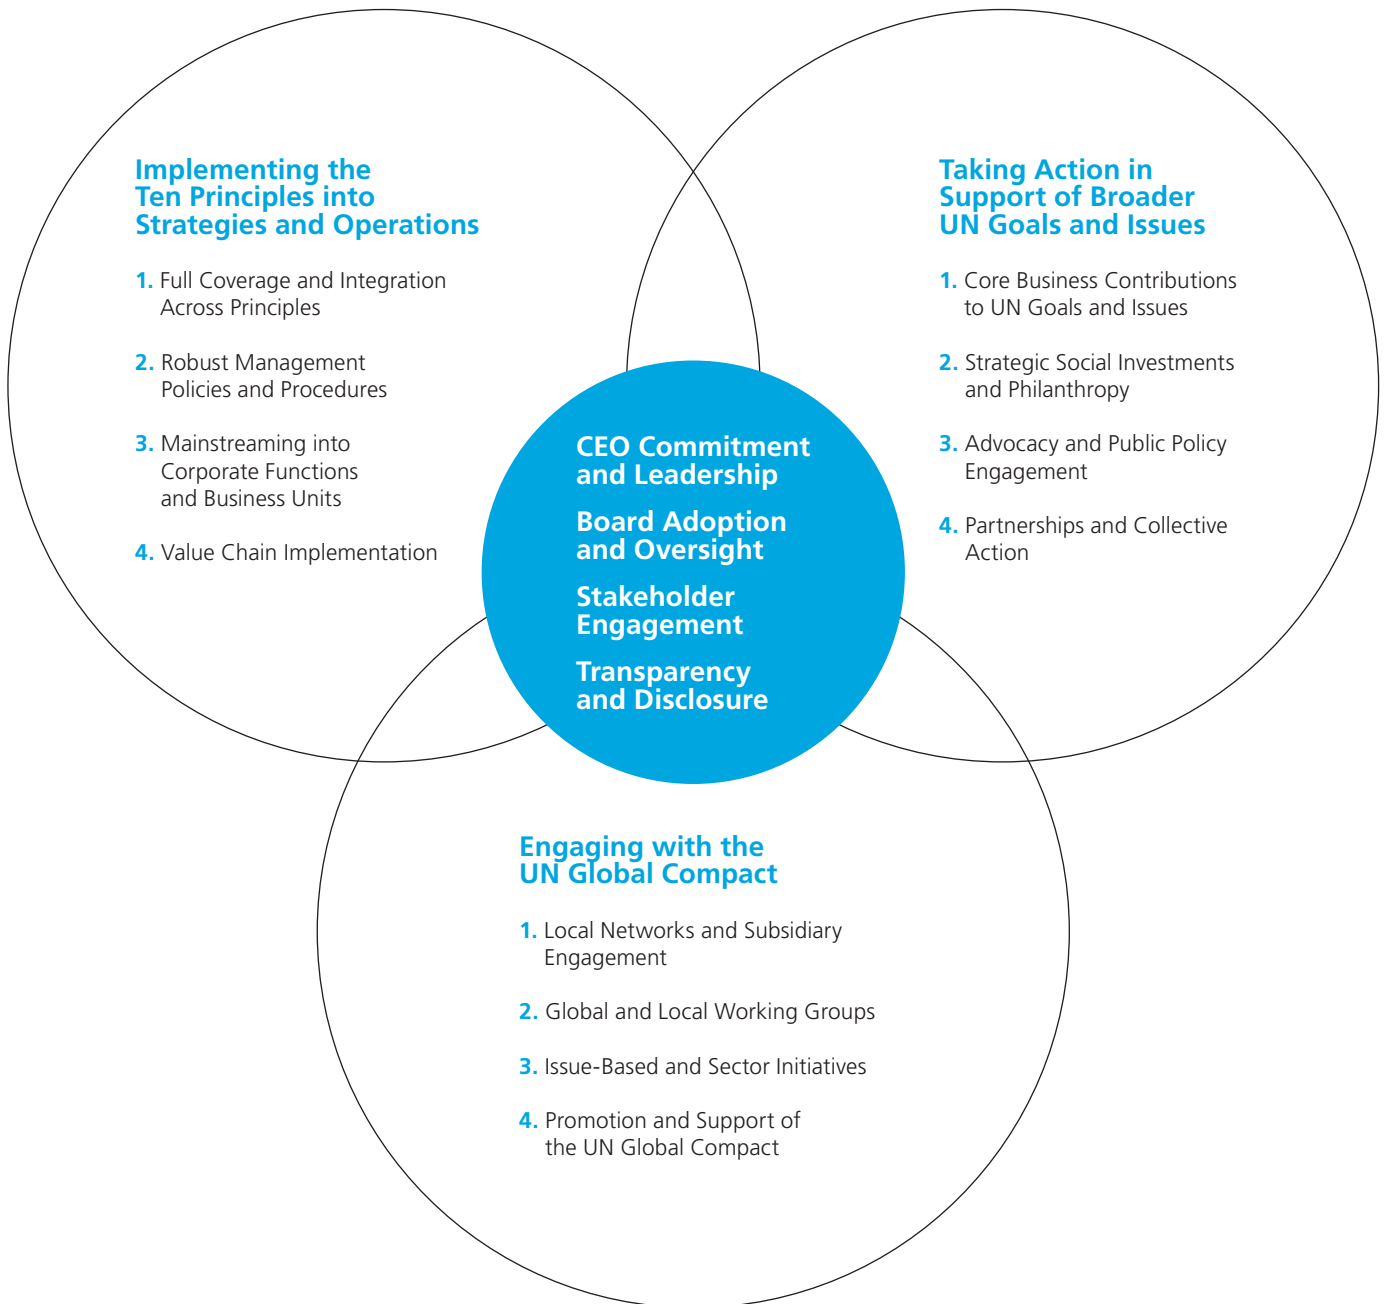 Implementing the
Ten Principles into
Strategies and Operations
1. Full Coverage and Integration
Across Principles
2. Robust Management
Policies and Procedures
3. Mainstreaming into
Corporate Functions
and Business Units
4. Value Chain Implementation
Taking Action in
Support of Broader
UN Goals and Issues
1. Core Business Contributions
to UN Goals and Issues
2. Strategic Social Investments
and Philanthropy
3. Advocacy and Public Policy
Engagement
4. Partnerships and Collective
Action
CEO Commitment
and Leadership
Board Adoption
and Oversight
Stakeholder
Engagement
Transparency
and Disclosure
Engaging with the
UN Global Compact
1. Local Networks and Subsidiary
Engagement
2. Global and Local Working Groups
3. Issue-Based and Sector Initiatives
4. Promotion and Support of
the UN Global Compact